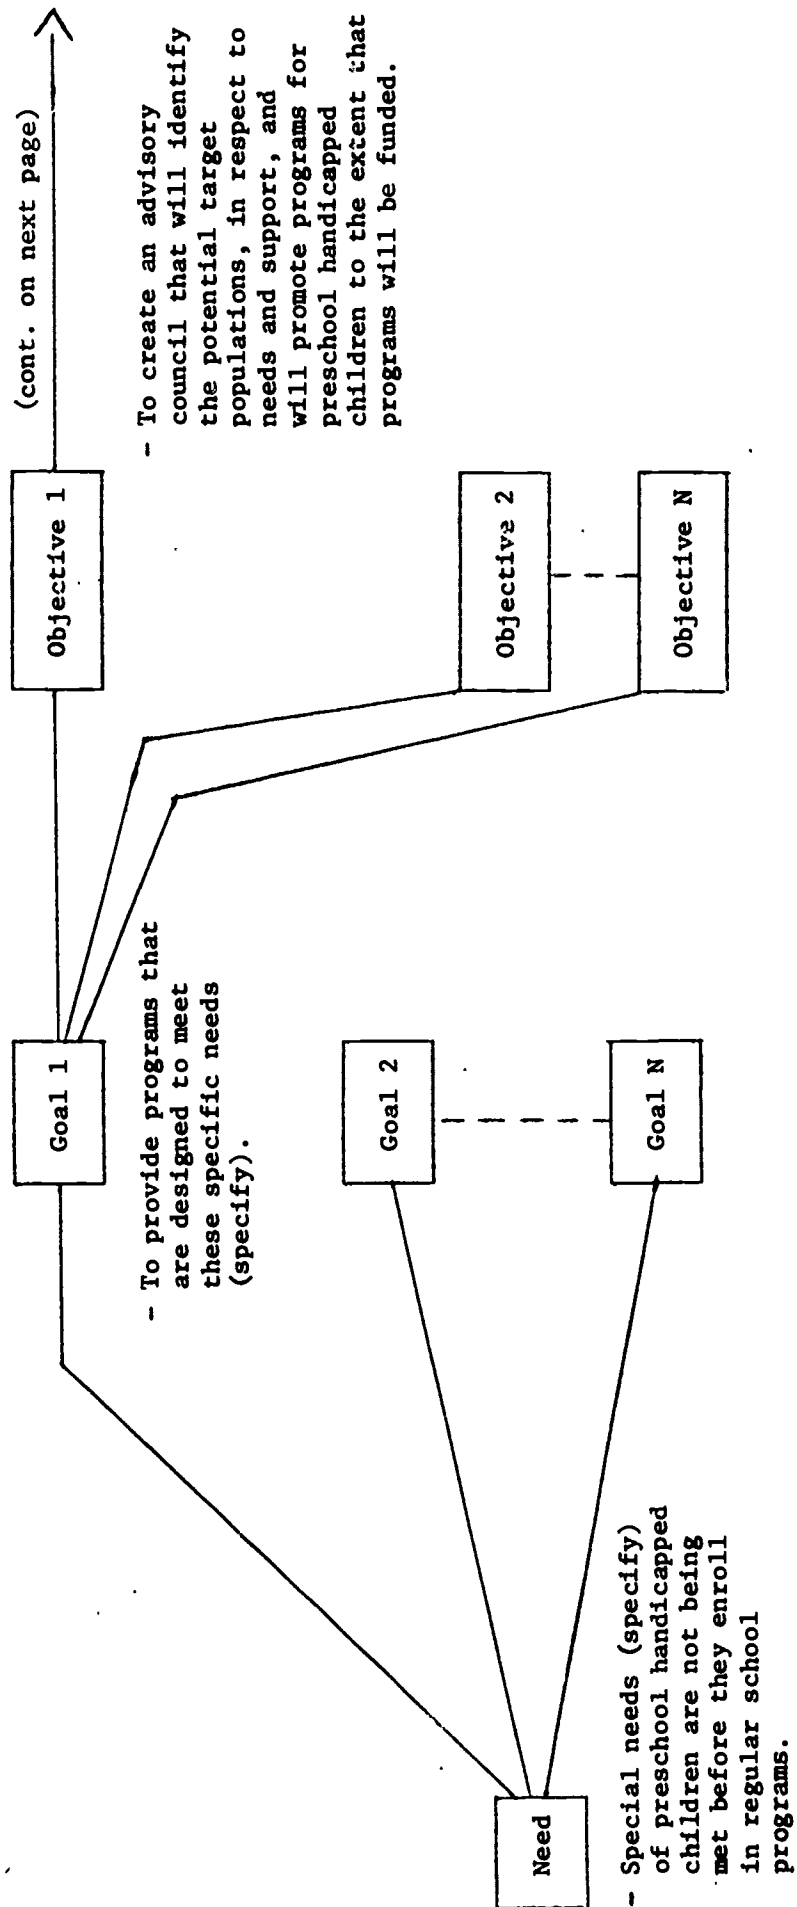 (cont. on next page)
Objective 1
- To create an advisory
council that will identify
the potential target
populations, in respect to
needs and support, and
will promote programs for
preschool handicapped
children to the extent that
programs will be funded.
Objective 2
Objective N
Goal 1
- To provide programs that
are designed to meet
these specific needs
(specify).
Goal 2
Goal N
Need
- Special needs (specify)
of preschool handicapped
children are not being
met before they enroll
in regular school
programs.